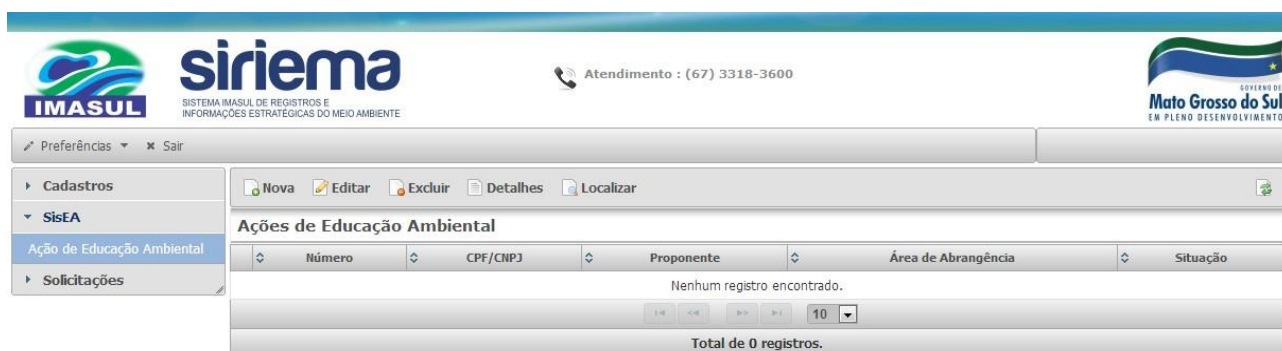 IMASUL
siriema
SISTEMA IMASUL DE REGISTROS E
INFORMAÇÕES ESTRATÉGICAS DO MEIO AMBIENTE
Atendimento : (67) 3318-3600
GOVERNO DE
Mato Grosso do Sul
EM PLENO DESENVOLVIMENTO
Preferências Sair
Cadastros
SisEA
Ação de Educação Ambiental
Solicitações
Nova Editar Excluir Detalhes Localizar
Ações de Educação Ambiental
Número CPF/CNPJ Proponente Área de Abrangência Situação
Nenhum registro encontrado.
10
Total de 0 registros.